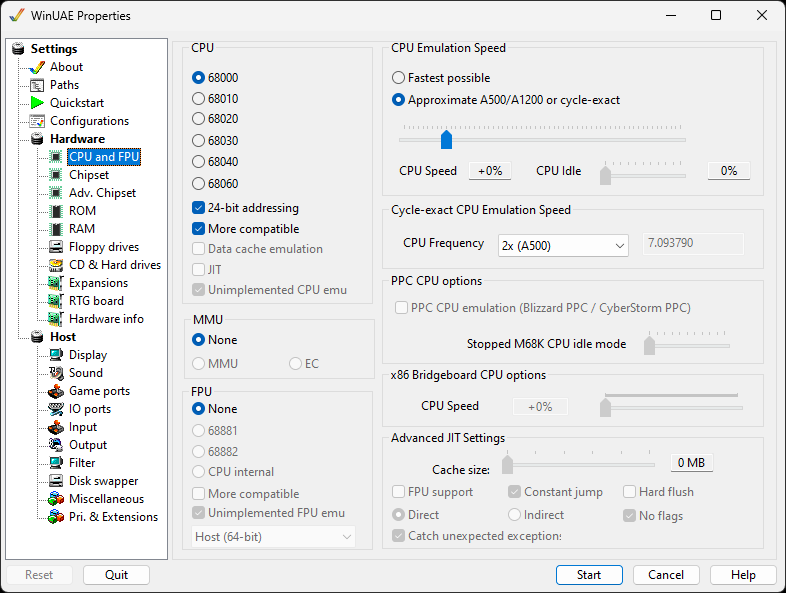 WinUAE Properties
Settings
About
Paths
Quickstart
Configurations
Hardware
CPU and FPU
Chipset
Adv. Chipset
ROM
RAM
Floppy drives
CD & Hard drives
Expansions
RTG board
Hardware info
Host
Display
Sound
Game ports
IO ports
Input
Output
Filter
Disk swapper
Miscellaneous
Pri. & Extensions
CPU
68000
68010
68020
68030
68040
68060
24-bit addressing
More compatible
Data cache emulation
JIT
Unimplemented CPU emu
MMU
None
MMU EC
FPU
None
68881
68882
CPU internal
More compatible
Unimplemented FPU emu
Host (64-bit)
CPU Emulation Speed
Fastest possible
Approximate A500/A1200 or cycle-exact
CPU Speed +0% CPU Idle 0%
Cycle-exact CPU Emulation Speed
CPU Frequency 2x (A500) 7.093790
PPC CPU options
PPC CPU emulation (Blizzard PPC / CyberStorm PPC)
Stopped M68K CPU idle mode
x86 Bridgeboard CPU options
CPU Speed +0%
Advanced JIT Settings
Cache size: 0 MB
FPU support Constant jump Hard flush
Direct Indirect No flags
Catch unexpected exceptions
Reset Quit Start Cancel Help